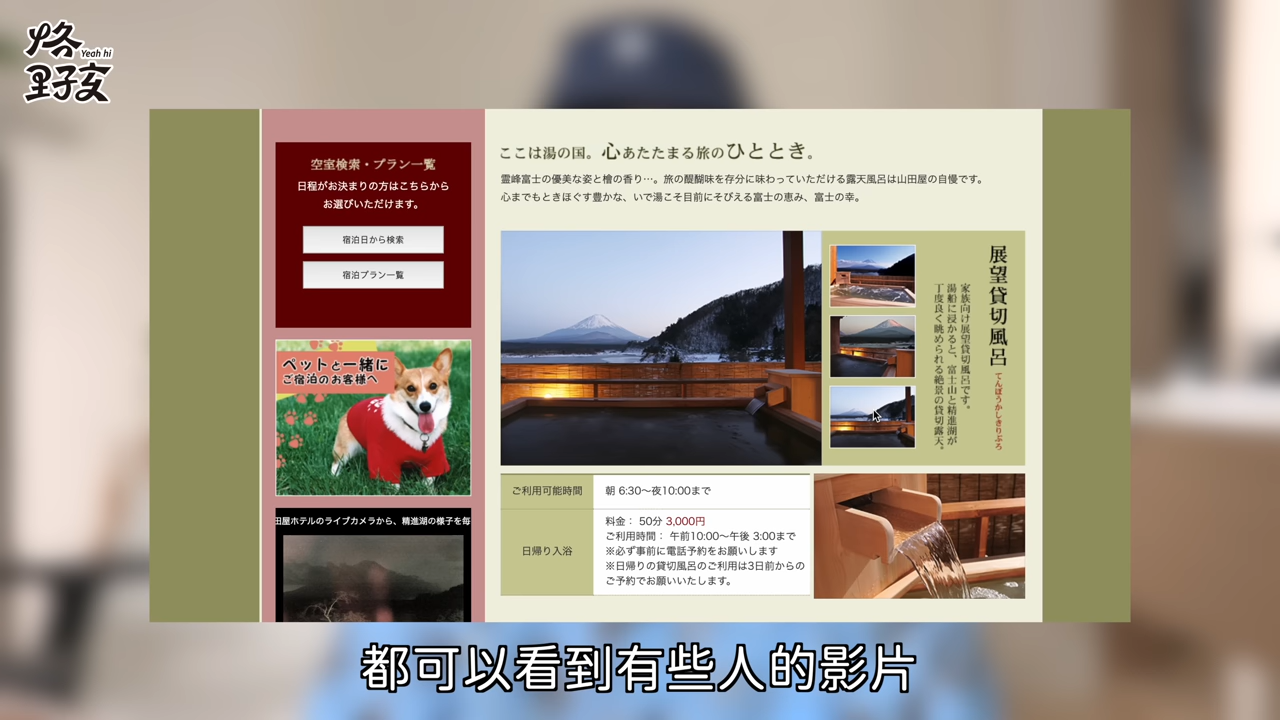 烙
Yeah hi
野孩
空室検索・プラン一覧
日程がお決まりの方はこちらから
お選びいただけます。
宿泊日から検索
宿泊プラン一覧
ペットと一緒に
ご宿泊のお客様へ
田屋ホテルのライブカメラから、精進湖の様子を毎
ここは湯の国。心あたたまる旅のひととき。
霊峰富士の優美な姿と檜の香り…。旅の醍醐味を存分に味わっていただける露天風呂は山田屋の自慢です。
心までもときほぐす豊かな、いで湯こそ目前にそびえる富士の恵み、富士の幸。
展望貸切風呂
てんぼうかしきりぶろ
家族向け展望貸切風呂です。
湯船に浸かると、富士山と精進湖が
丁度良く眺められる絶景の貸切露天。
ご利用可能時間
朝 6:30〜夜10:00まで
日帰り入浴
料金： 50分 3,000円
ご利用時間： 午前10:00〜午後 3:00まで
※必ず事前に電話予約をお願いします
※日帰りの貸切風呂のご利用は3日前からの
ご予約でお願いいたします。
都可以看到有些人的影片